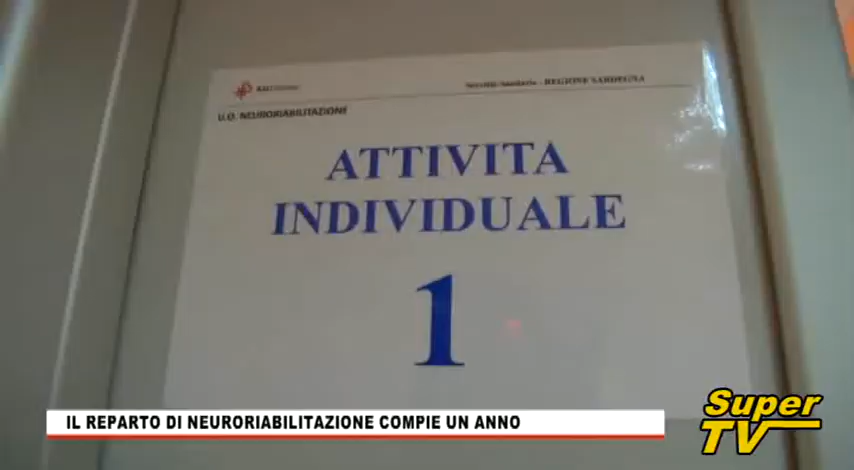 Servizio Sanitario - REGIONE SARDEGNA
U.O. NEURORIABILITAZIONE
ATTIVITA
INDIVIDUALE
1
IL REPARTO DI NEURORIABILITAZIONE COMPIE UN ANNO
Super
TV